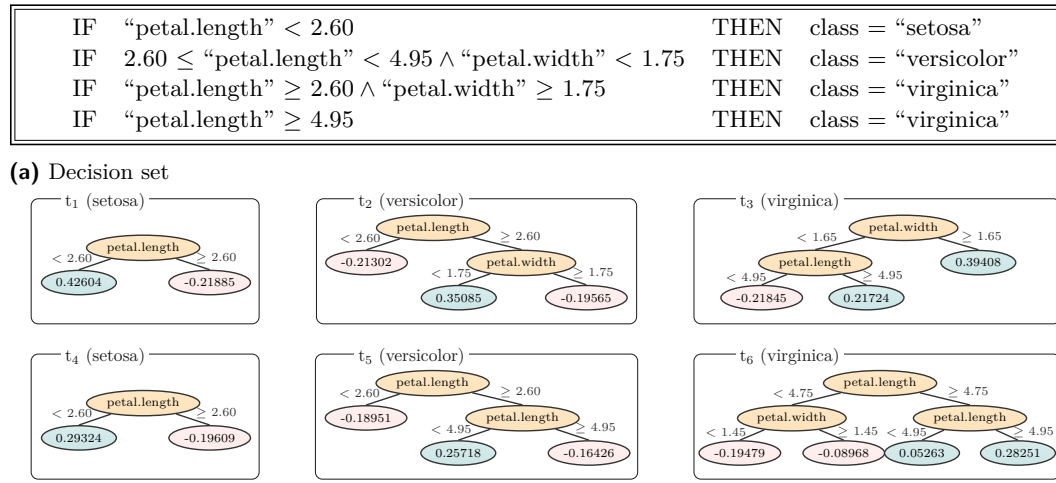 IF “petal.length” < 2.60 THEN class = “setosa”
IF 2.60 ≤ “petal.length” < 4.95 ∧ “petal.width” < 1.75 THEN class = “versicolor”
IF “petal.length” ≥ 2.60 ∧ “petal.width” ≥ 1.75 THEN class = “virginica”
IF “petal.length” ≥ 4.95 THEN class = “virginica”
(a) Decision set
t₁ (setosa)
petal.length
< 2.60 ≥ 2.60
0.42604 -0.21885
t₂ (versicolor)
petal.length
< 2.60 ≥ 2.60
-0.21302 petal.width
< 1.75 ≥ 1.75
0.35085 -0.19565
t₃ (virginica)
petal.width
< 1.65 ≥ 1.65
petal.length 0.39408
< 4.95 ≥ 4.95
-0.21845 0.21724
t₄ (setosa)
petal.length
< 2.60 ≥ 2.60
0.29324 -0.19609
t₅ (versicolor)
petal.length
< 2.60 ≥ 2.60
-0.18951 petal.length
< 4.95 ≥ 4.95
0.25718 -0.16426
t₆ (virginica)
petal.length
< 4.75 ≥ 4.75
petal.width petal.length
< 1.45 ≥ 1.45 < 4.95 ≥ 4.95
-0.19479 -0.08968 0.05263 0.28251